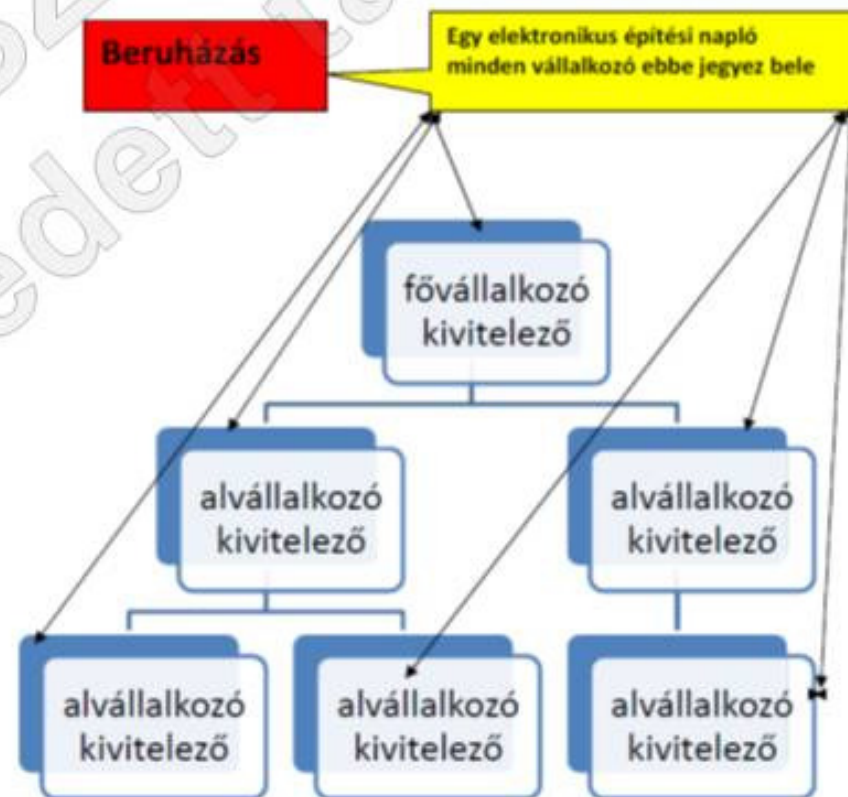 Beruházás
Egy elektronikus építési napló
minden vállalkozó ebbe jegyez bele
fővállalkozó
kivitelező
alvállalkozó
kivitelező
alvállalkozó
kivitelező
alvállalkozó
kivitelező
alvállalkozó
kivitelező
alvállalkozó
kivitelező